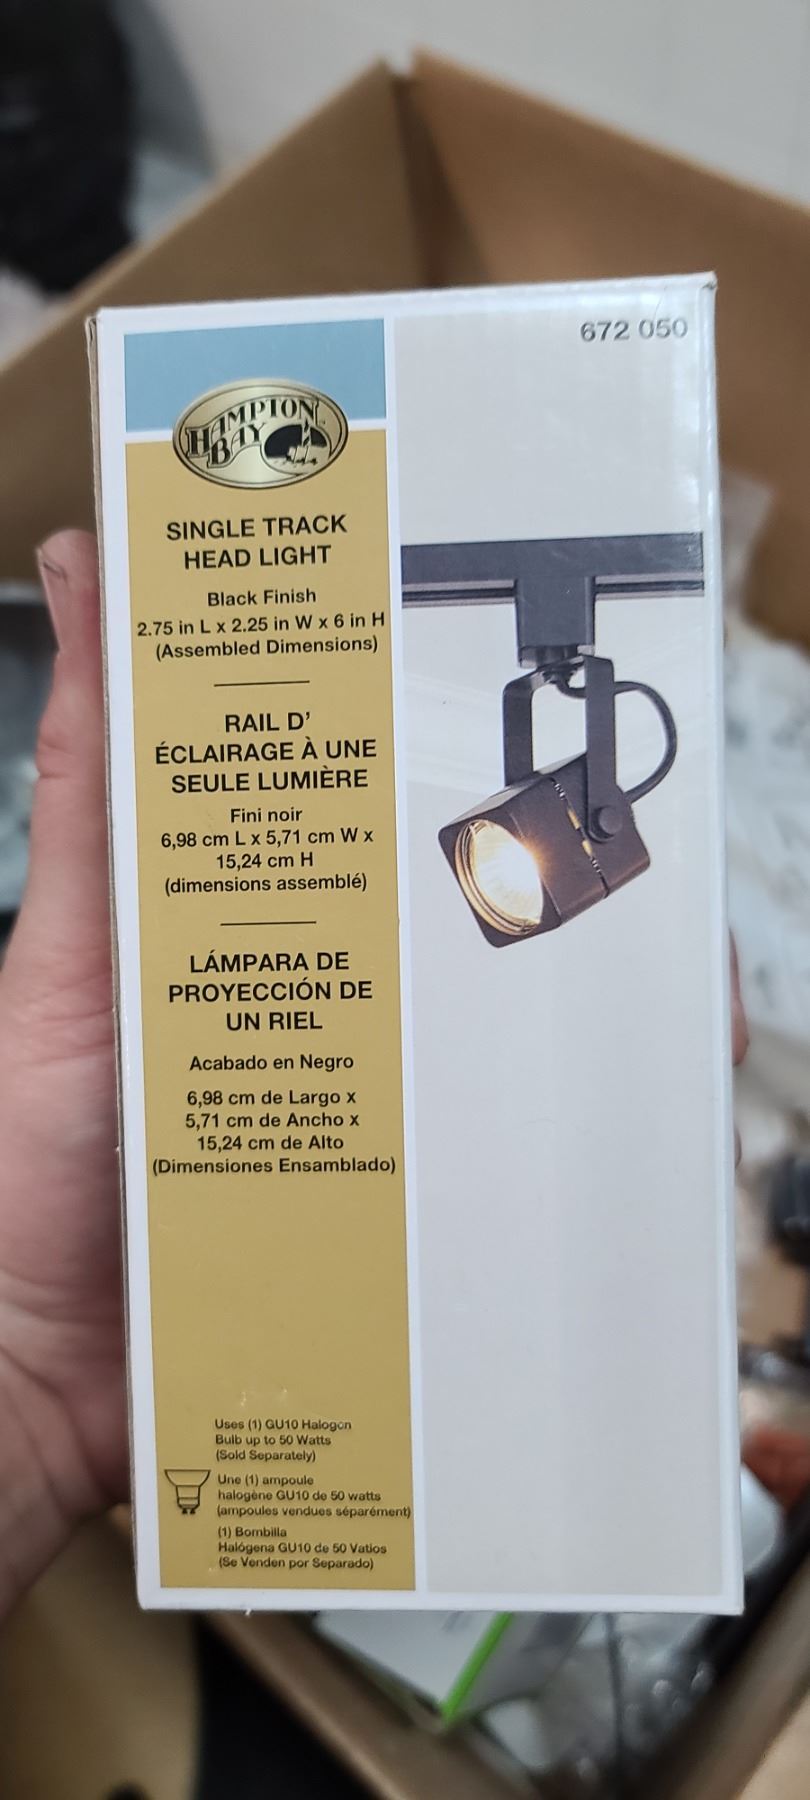 672 050
HAMPTON
BAY
SINGLE TRACK
HEAD LIGHT
Black Finish
2.75 in L x 2.25 in W x 6 in H
(Assembled Dimensions)
RAIL D'
ÉCLAIRAGE À UNE
SEULE LUMIÈRE
Fini noir
6,98 cm L x 5,71 cm W x
15,24 cm H
(dimensions assemblé)
LÁMPARA DE
PROYECCIÓN DE
UN RIEL
Acabado en Negro
6,98 cm de Largo x
5,71 cm de Ancho x
15,24 cm de Alto
(Dimensiones Ensamblado)
Uses (1) GU10 Halogen
Bulb up to 50 Watts
(Sold Separately)
Une (1) ampoule
halogène GU10 de 50 watts
(ampoules vendues séparément)
(1) Bombilla
Halógena GU10 de 50 Vatios
(Se Venden por Separado)